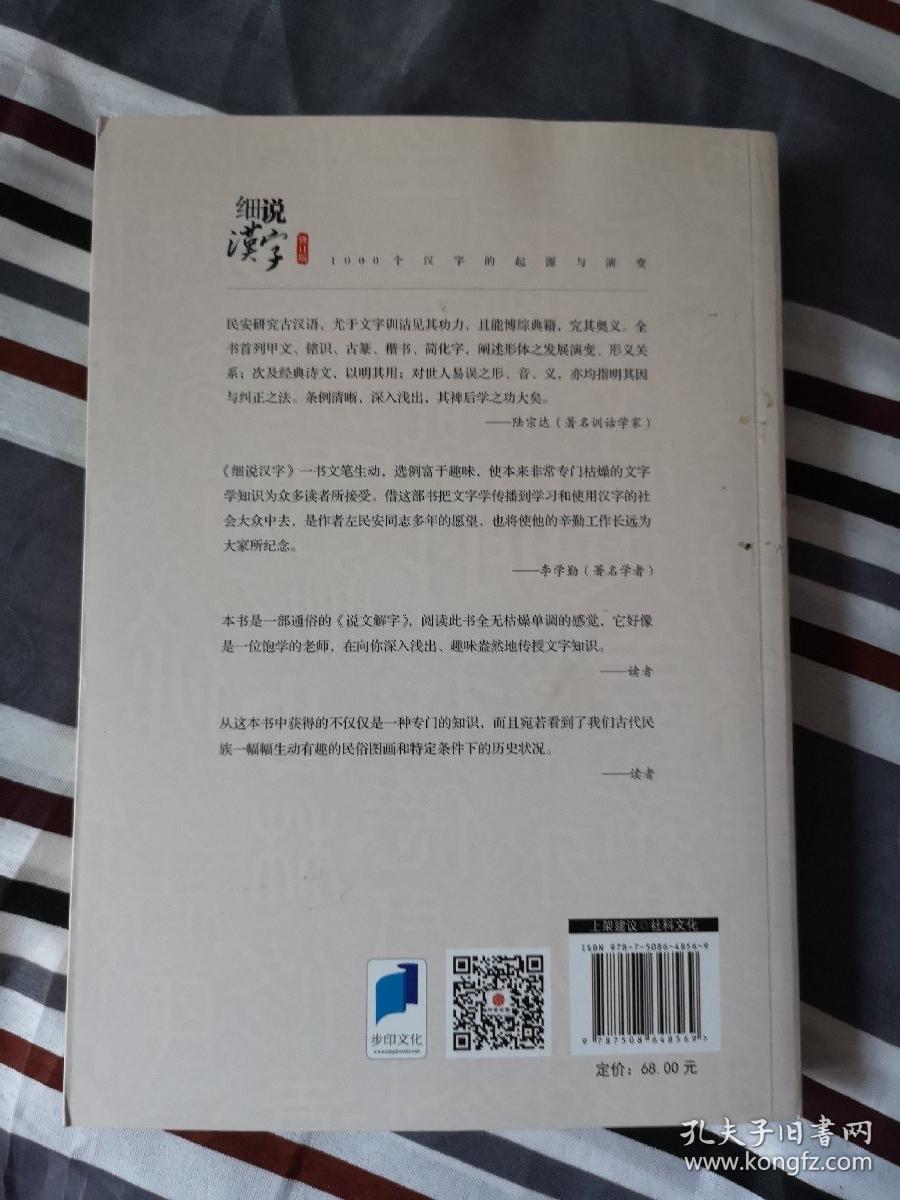 细说
漢字
修订版
1000个汉字的起源与演变
民安研究古汉语，尤于文字训诂见其功力，且能博综典籍，究其奥义。全
书首列甲文、铭识、古篆、楷书、简化字，阐述形体之发展演变、形义关
系；次及经典诗文，以明其用；对世人易误之形、音、义，亦均指明其因
与纠正之法。条例清晰、深入浅出，其裨后学之功大矣。
——陆宗达（著名训诂学家）
《细说汉字》一书文笔生动，选例富于趣味，使本来非常专门枯燥的文字
学知识为众多读者所接受。借这部书把文字学传播到学习和使用汉字的社
会大众中去，是作者左民安同志多年的愿望，也将使他的辛勤工作长远为
大家所纪念。
——李学勤（著名学者）
本书是一部通俗的《说文解字》，阅读此书全无枯燥单调的感觉，它好像
是一位饱学的老师，在向你深入浅出、趣味盎然地传授文字知识。
——读者
从这本书中获得的不仅仅是一种专门的知识，而且宛若看到了我们古代民
族一幅幅生动有趣的民俗图画和特定条件下的历史状况。
——读者
步印文化
上架建议◎社科文化
ISBN 978-7-5086-4856-9
9 787508 648569 >
定价：68.00元
孔夫子旧书网
www.kongfz.com